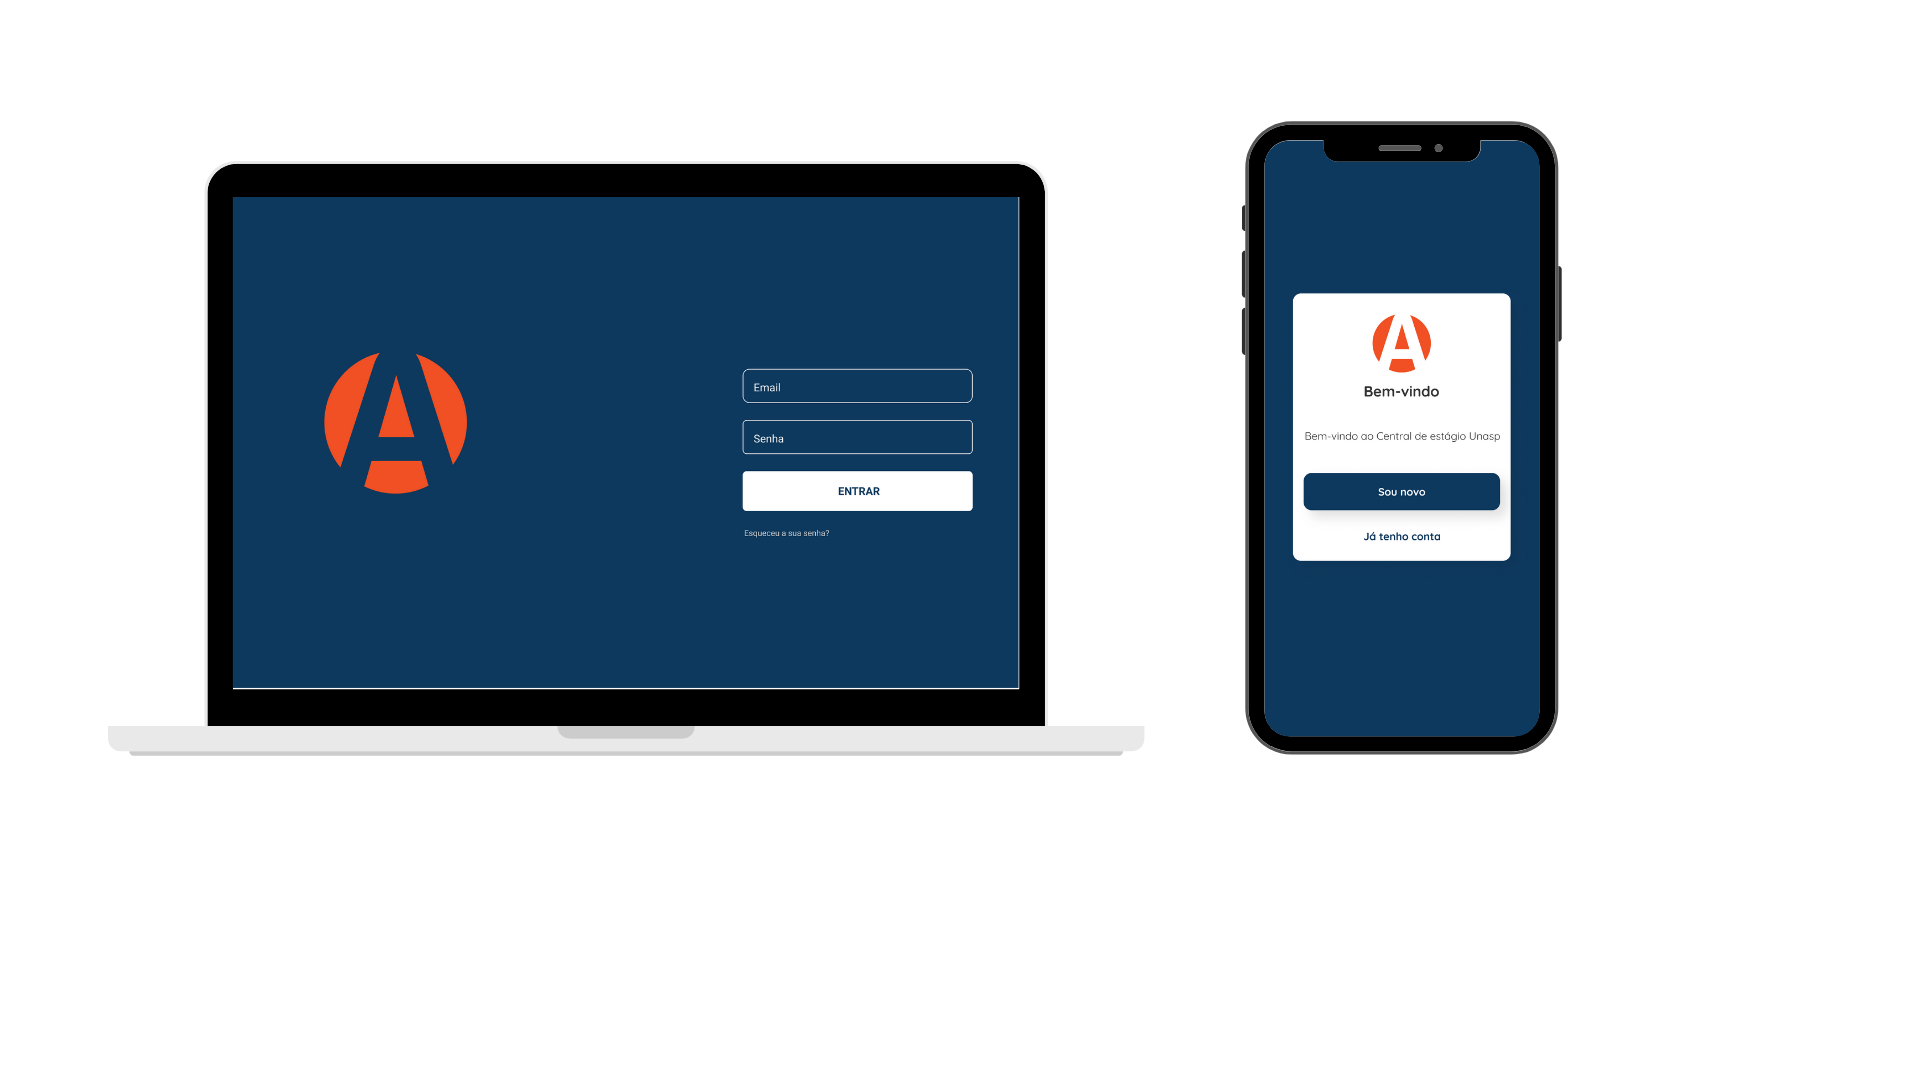 Email
Senha
ENTRAR
Esqueceu a sua senha?
Bem-vindo
Bem-vindo ao Central de estágio Unasp
Sou novo
Já tenho conta